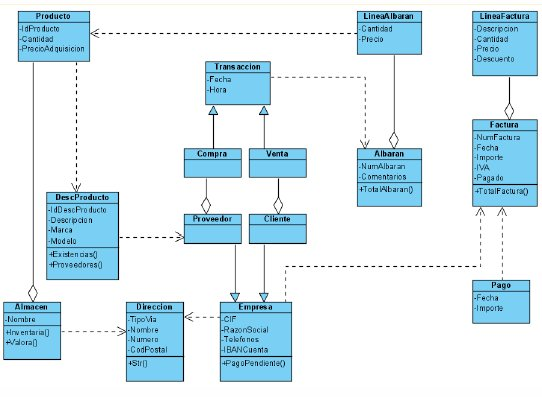 Producto
-IdProducto
-Cantidad
-PrecioAdquisicion
LineaAlbaran
-Cantidad
-Precio
LineaFactura
-Descripcion
-Cantidad
-Precio
-Descuento
Transaccion
-Fecha
-Hora
Compra
Venta
Albaran
-NumAlbaran
-Comentarios
+TotalAlbaran()
Factura
-NumFactura
-Fecha
-Importe
-IVA
-Pagado
+TotalFactura()
DescProducto
-IdDescProducto
-Descripcion
-Marca
-Modelo
+Existencias()
+Proveedores()
Proveedor
Cliente
Pago
-Fecha
-Importe
Almacen
-Nombre
+Inventaria()
+Valora()
Direccion
-TipoVia
-Nombre
-Numero
-CodPostal
+Str()
Empresa
-CIF
-RazonSocial
-Telefonos
-IBANCuenta
+PagoPendiente()